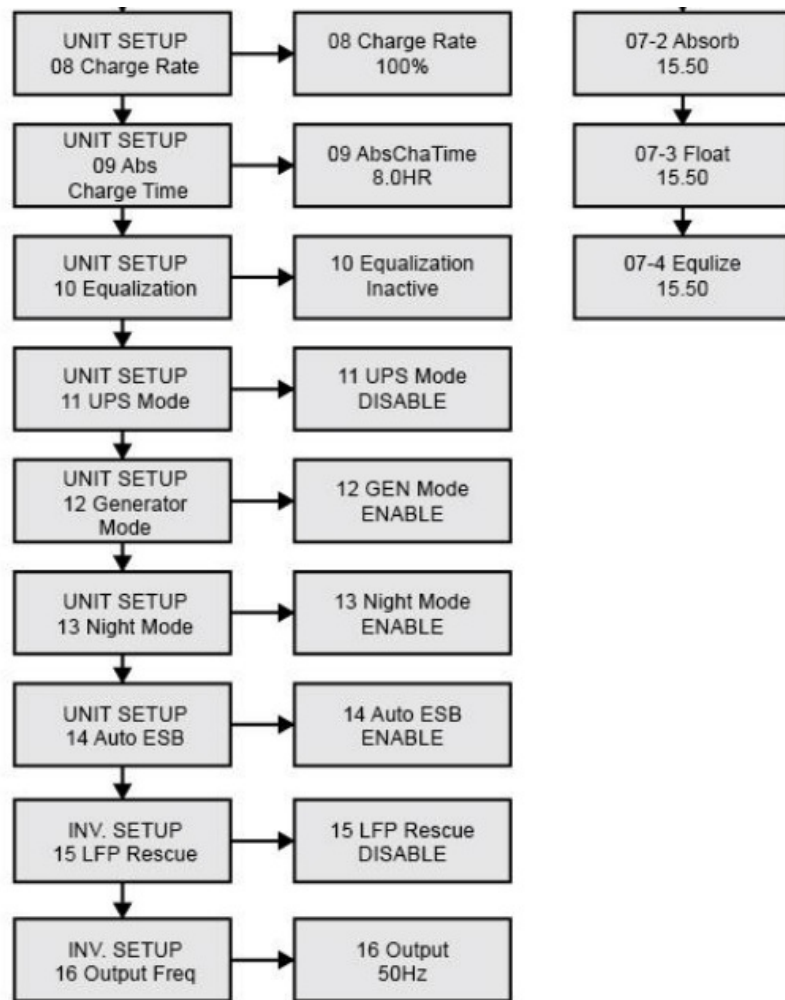 UNIT SETUP
08 Charge Rate
08 Charge Rate
100%
07-2 Absorb
15.50
UNIT SETUP
09 Abs
Charge Time
09 AbsChaTime
8.0HR
07-3 Float
15.50
UNIT SETUP
10 Equalization
10 Equalization
Inactive
07-4 Equlize
15.50
UNIT SETUP
11 UPS Mode
11 UPS Mode
DISABLE
UNIT SETUP
12 Generator
Mode
12 GEN Mode
ENABLE
UNIT SETUP
13 Night Mode
13 Night Mode
ENABLE
UNIT SETUP
14 Auto ESB
14 Auto ESB
ENABLE
INV. SETUP
15 LFP Rescue
15 LFP Rescue
DISABLE
INV. SETUP
16 Output Freq
16 Output
50Hz